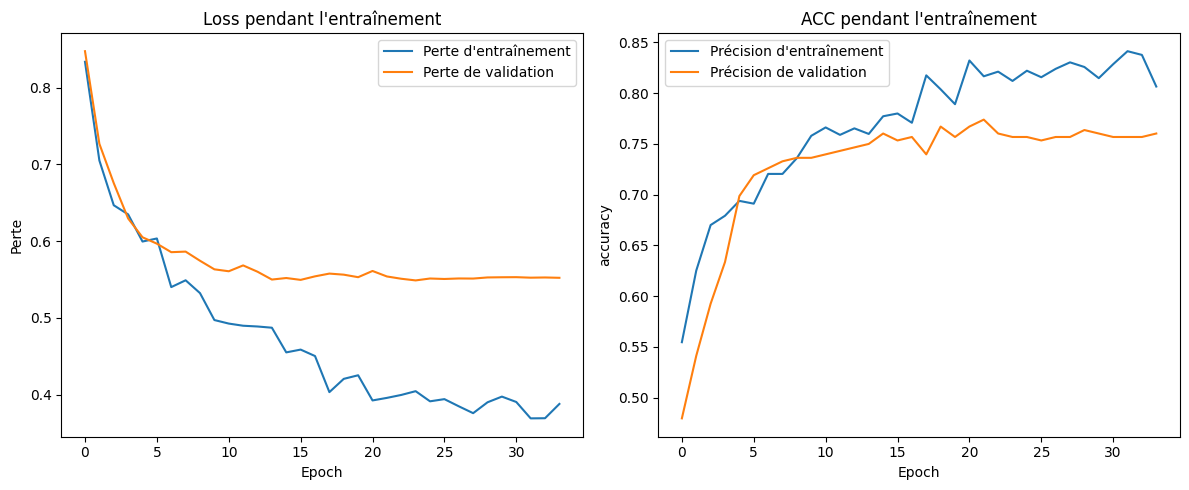 Loss pendant l'entraînement
Perte d'entraînement
Perte de validation
0.8
0.7
0.6
0.5
0.4
Perte
0
5
10
15
20
25
30
Epoch
ACC pendant l'entraînement
Précision d'entraînement
Précision de validation
0.85
0.80
0.75
0.70
0.65
0.60
0.55
0.50
accuracy
0
5
10
15
20
25
30
Epoch